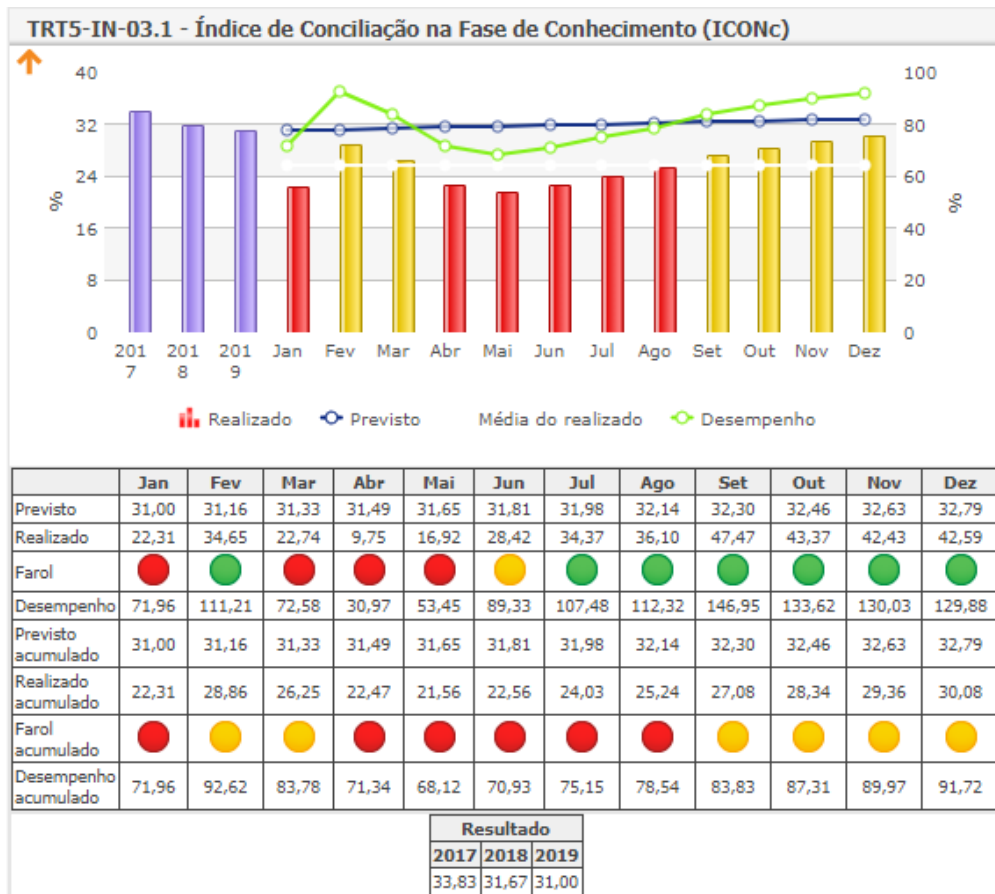 TRT5-IN-03.1 - Índice de Conciliação na Fase de Conhecimento (ICONc)
40 100
32 80
24 60
% %
16 40
8 20
0 0
2017 2018 2019 Jan Fev Mar Abr Mai Jun Jul Ago Set Out Nov Dez
Realizado Previsto Média do realizado Desempenho
Jan Fev Mar Abr Mai Jun Jul Ago Set Out Nov Dez
Previsto 31,00 31,16 31,33 31,49 31,65 31,81 31,98 32,14 32,30 32,46 32,63 32,79
Realizado 22,31 34,65 22,74 9,75 16,92 28,42 34,37 36,10 47,47 43,37 42,43 42,59
Farol
Desempenho 71,96 111,21 72,58 30,97 53,45 89,33 107,48 112,32 146,95 133,62 130,03 129,88
Previsto acumulado 31,00 31,16 31,33 31,49 31,65 31,81 31,98 32,14 32,30 32,46 32,63 32,79
Realizado acumulado 22,31 28,86 26,25 22,47 21,56 22,56 24,03 25,24 27,08 28,34 29,36 30,08
Farol acumulado
Desempenho acumulado 71,96 92,62 83,78 71,34 68,12 70,93 75,15 78,54 83,83 87,31 89,97 91,72
Resultado
2017 2018 2019
33,83 31,67 31,00